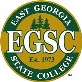 EAST GEORGIA
EGSC
Est. 1973
STATE COLLEGE